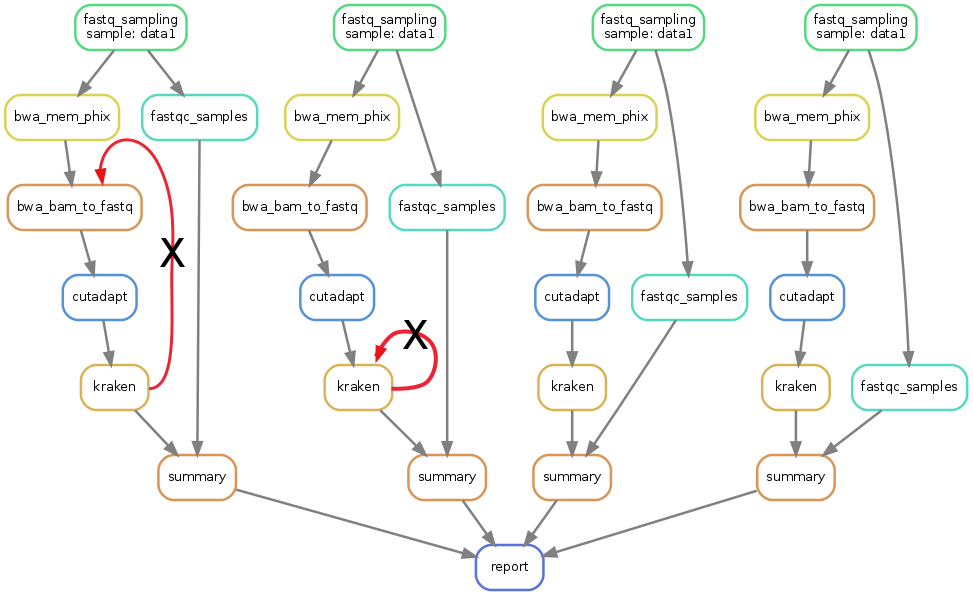 fastq_sampling
sample: data1
fastq_sampling
sample: data1
fastq_sampling
sample: data1
fastq_sampling
sample: data1
bwa_mem_phix
fastqc_samples
bwa_mem_phix
bwa_mem_phix
bwa_mem_phix
bwa_bam_to_fastq
bwa_bam_to_fastq
fastqc_samples
bwa_bam_to_fastq
bwa_bam_to_fastq
X
cutadapt
cutadapt
cutadapt
fastqc_samples
cutadapt
X
kraken
kraken
kraken
kraken
fastqc_samples
summary
summary
summary
summary
report